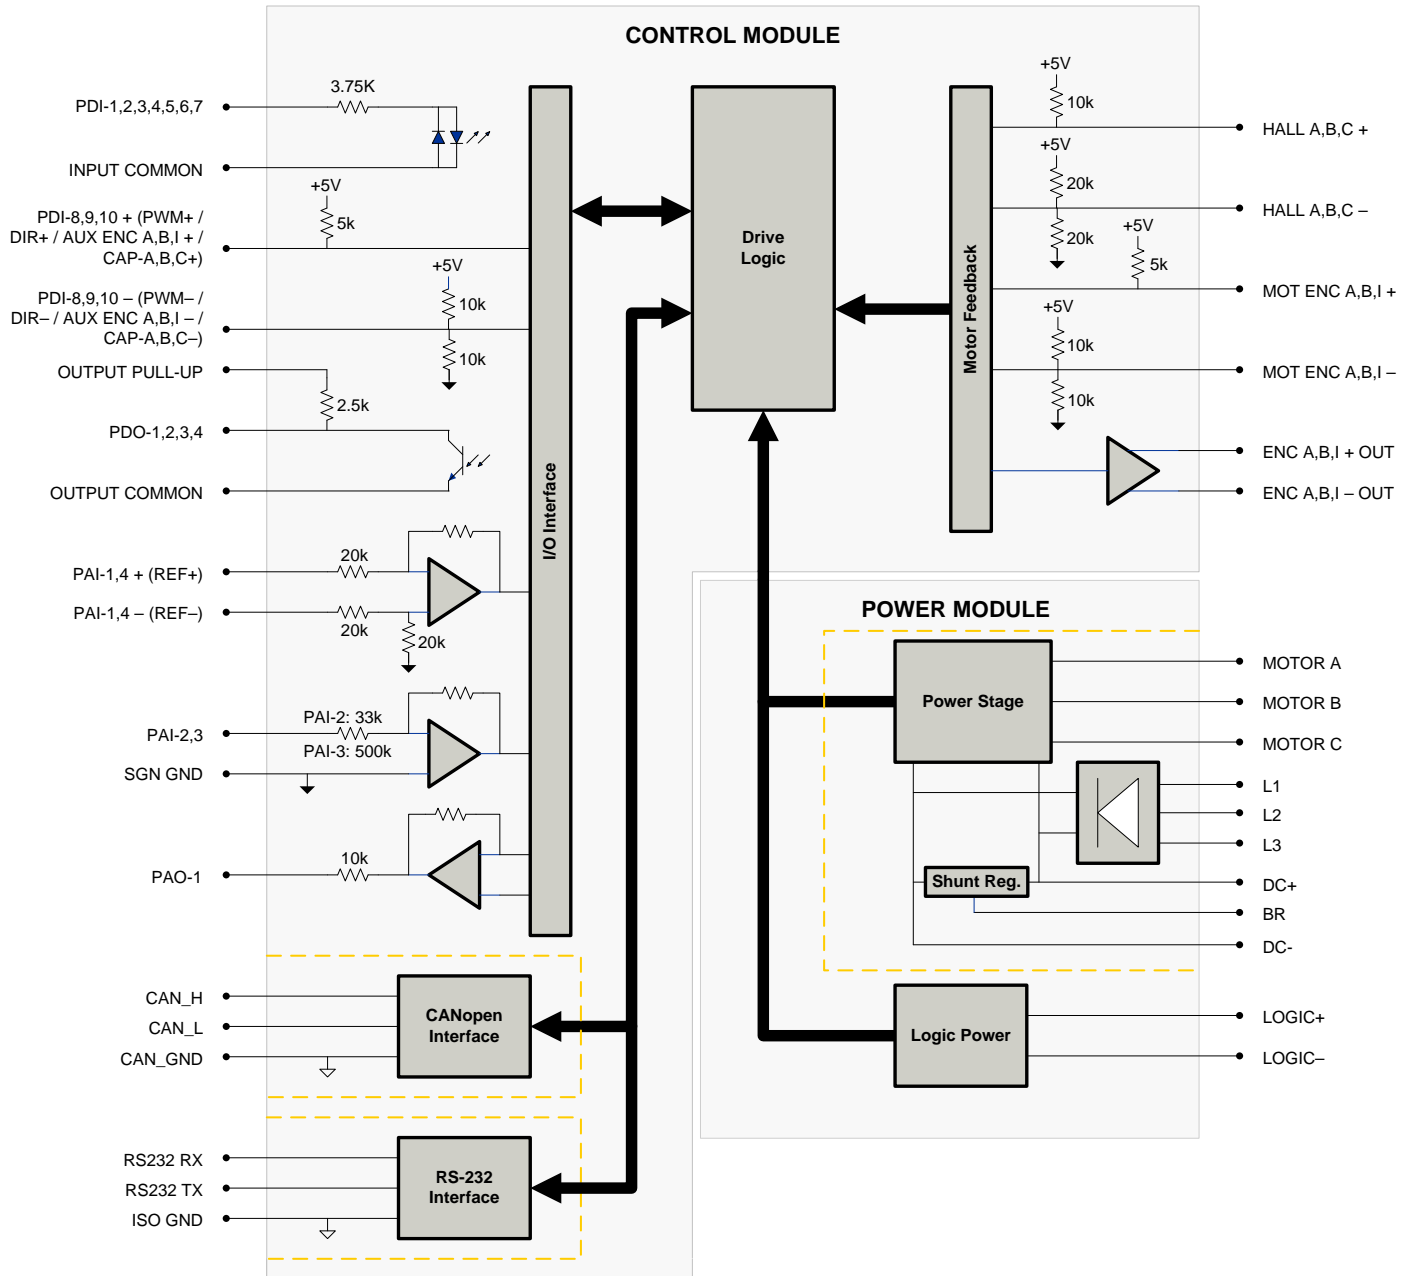 CONTROL MODULE
PDI-1,2,3,4,5,6,7
3.75K
INPUT COMMON
+5V
5k
PDI-8,9,10 + (PWM+ /
DIR+ / AUX ENC A,B,I + /
CAP-A,B,C+)
+5V
10k
10k
PDI-8,9,10 – (PWM– /
DIR– / AUX ENC A,B,I – /
CAP-A,B,C–)
OUTPUT PULL-UP
2.5k
PDO-1,2,3,4
OUTPUT COMMON
PAI-1,4 + (REF+)
20k
PAI-1,4 – (REF–)
20k
20k
PAI-2,3
PAI-2: 33k
PAI-3: 500k
SGN GND
PAO-1
10k
I/O Interface
Drive
Logic
Motor Feedback
+5V
10k
HALL A,B,C +
+5V
20k
20k
HALL A,B,C –
+5V
5k
MOT ENC A,B,I +
+5V
10k
10k
MOT ENC A,B,I –
ENC A,B,I + OUT
ENC A,B,I – OUT
CAN_H
CAN_L
CAN_GND
CANopen
Interface
RS232 RX
RS232 TX
ISO GND
RS-232
Interface
POWER MODULE
Power Stage
MOTOR A
MOTOR B
MOTOR C
L1
L2
L3
Shunt Reg.
DC+
BR
DC-
Logic Power
LOGIC+
LOGIC–